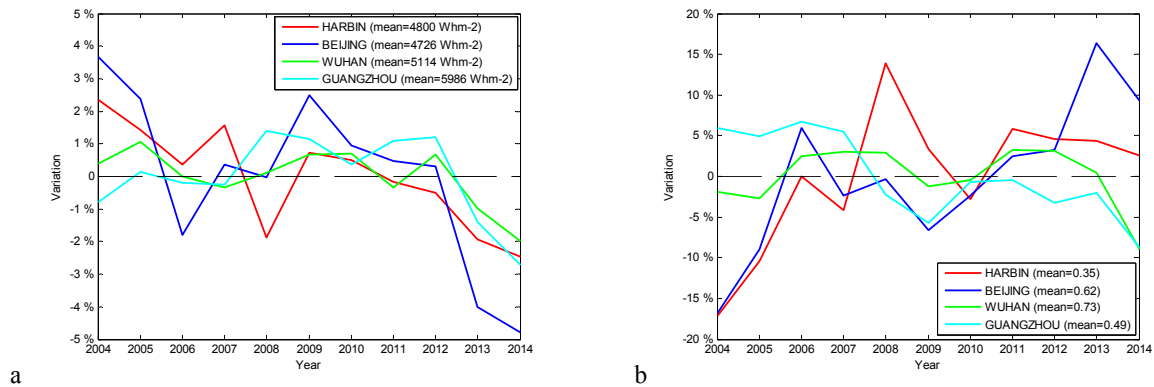 5 %
4 %
3 %
2 %
1 %
0
-1 %
-2 %
-3 %
-4 %
-5 %
Variation
HARBIN (mean=4800 Whm-2)
BEIJING (mean=4726 Whm-2)
WUHAN (mean=5114 Whm-2)
GUANGZHOU (mean=5986 Whm-2)
2004 2005 2006 2007 2008 2009 2010 2011 2012 2013 2014
Year
a
20 %
15 %
10 %
5 %
0
-5 %
-10 %
-15 %
-20 %
Variation
HARBIN (mean=0.35)
BEIJING (mean=0.62)
WUHAN (mean=0.73)
GUANGZHOU (mean=0.49)
2004 2005 2006 2007 2008 2009 2010 2011 2012 2013 2014
Year
b